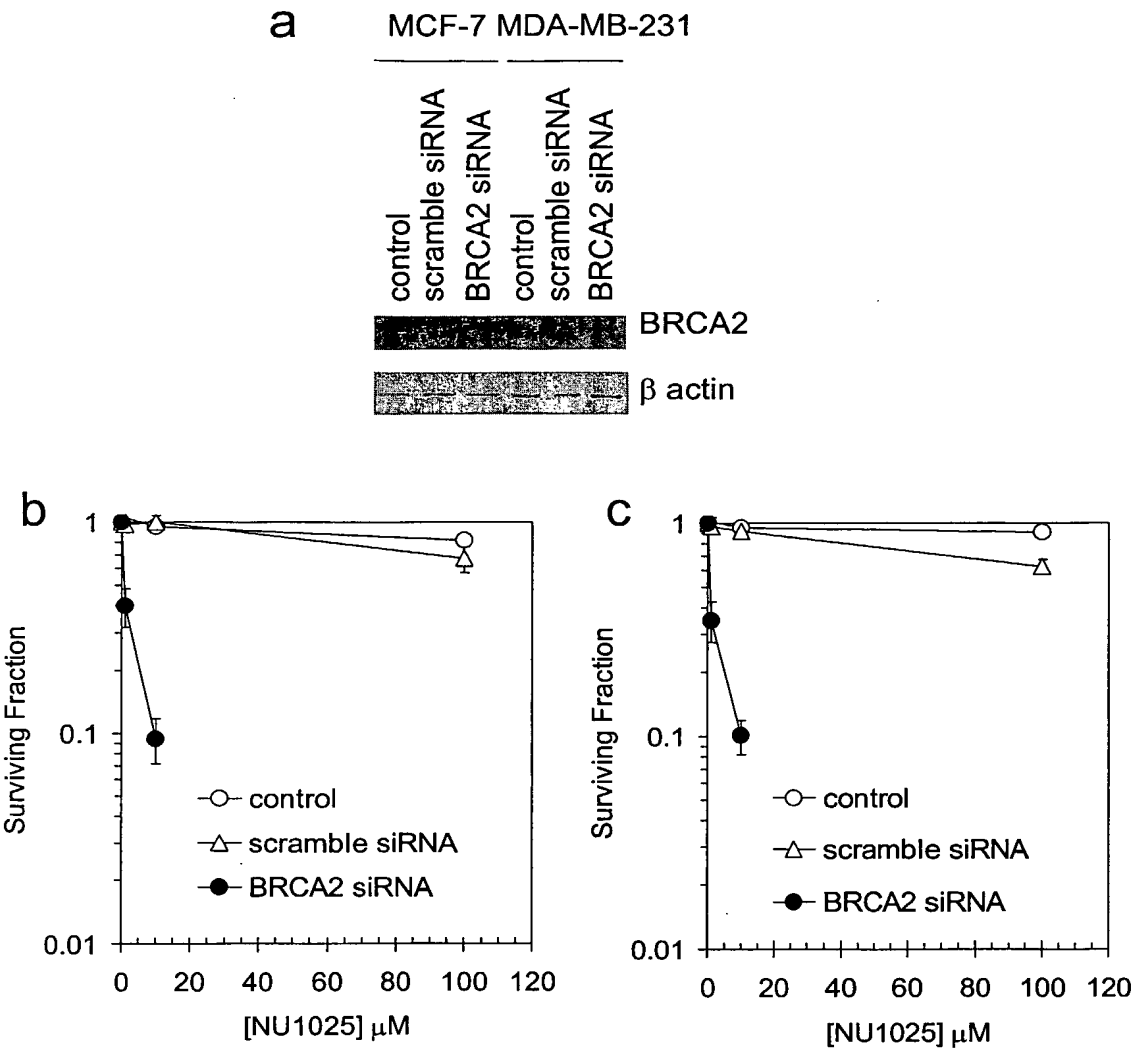 a
MCF-7 MDA-MB-231
control
scramble siRNA
BRCA2 siRNA
control
scramble siRNA
BRCA2 siRNA
BRCA2
β actin
b
1
0.1
0.01
Surviving Fraction
control
scramble siRNA
BRCA2 siRNA
0 20 40 60 80 100 120
[NU1025] μM
c
1
0.1
0.01
Surviving Fraction
control
scramble siRNA
BRCA2 siRNA
0 20 40 60 80 100 120
[NU1025] μM